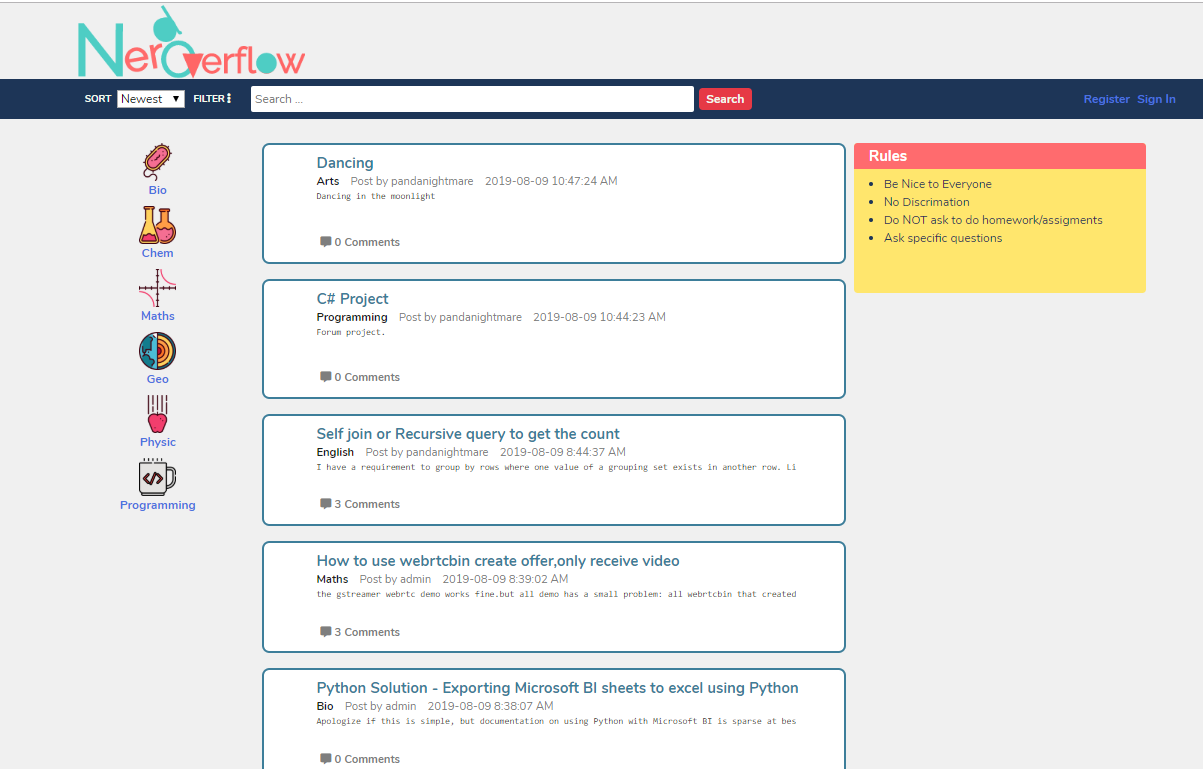 NerdOverflow
SORT Newest FILTER Search ... Search Register Sign In
Bio
Chem
Maths
Geo
Physic
Programming
Dancing
Arts Post by pandanightmare 2019-08-09 10:47:24 AM
Dancing in the moonlight
0 Comments
C# Project
Programming Post by pandanightmare 2019-08-09 10:44:23 AM
Forum project.
0 Comments
Self join or Recursive query to get the count
English Post by pandanightmare 2019-08-09 8:44:37 AM
I have a requirement to group by rows where one value of a grouping set exists in another row. Li
3 Comments
How to use webrtcbin create offer,only receive video
Maths Post by admin 2019-08-09 8:39:02 AM
the gstreamer webrtc demo works fine.but all demo has a small problem: all webrtcbin that created
3 Comments
Python Solution - Exporting Microsoft BI sheets to excel using Python
Bio Post by admin 2019-08-09 8:38:07 AM
Apologize if this is simple, but documentation on using Python with Microsoft BI is sparse at bes
0 Comments
Rules
Be Nice to Everyone
No Discrimation
Do NOT ask to do homework/assigments
Ask specific questions